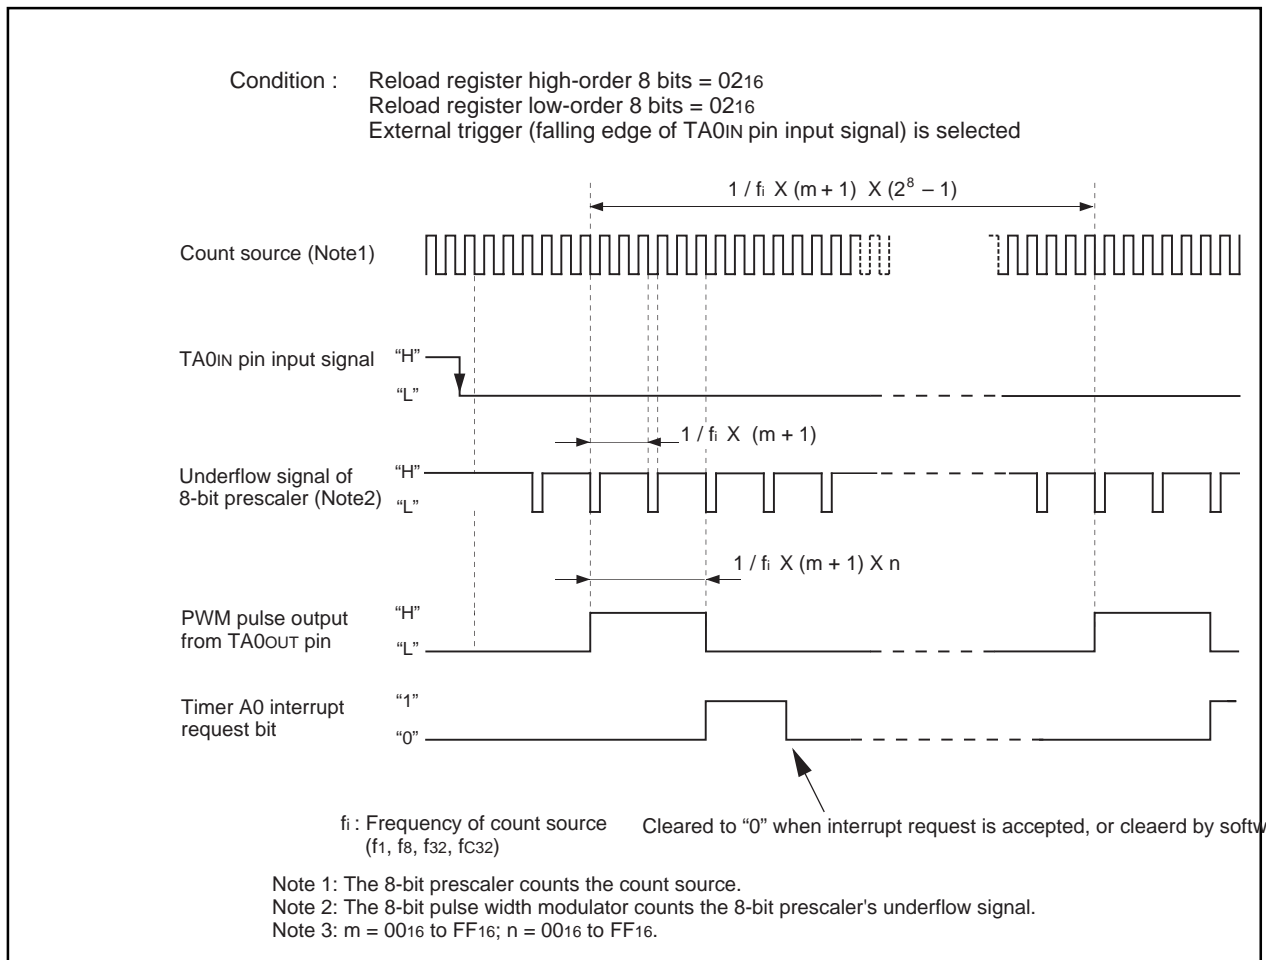 Condition : Reload register high-order 8 bits = 0216
Reload register low-order 8 bits = 0216
External trigger (falling edge of TA0IN pin input signal) is selected
1 / fi X (m + 1) X (2^8 – 1)
Count source (Note1)
TA0IN pin input signal
“H”
“L”
1 / fi X (m + 1)
Underflow signal of
8-bit prescaler (Note2)
“H”
“L”
1 / fi X (m + 1) X n
PWM pulse output
from TA0OUT pin
“H”
“L”
Timer A0 interrupt
request bit
“1”
“0”
fi : Frequency of count source
(f1, f8, f32, fC32)
Cleared to “0” when interrupt request is accepted, or cleaerd by softw
Note 1: The 8-bit prescaler counts the count source.
Note 2: The 8-bit pulse width modulator counts the 8-bit prescaler's underflow signal.
Note 3: m = 0016 to FF16; n = 0016 to FF16.